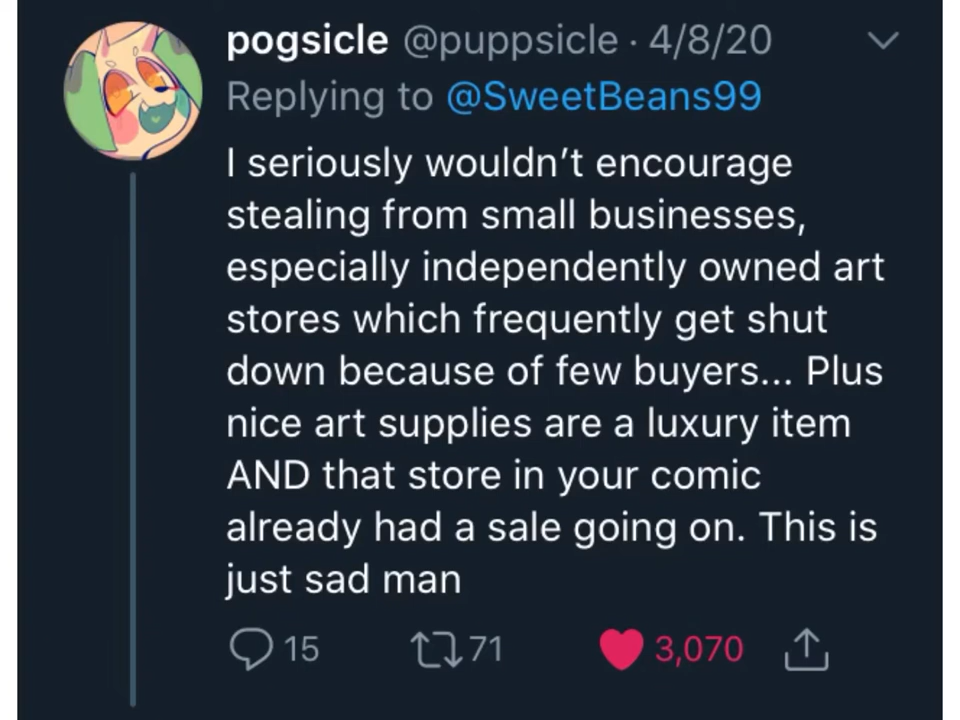 pogsicle @puppsicle · 4/8/20
Replying to @SweetBeans99
I seriously wouldn’t encourage
stealing from small businesses,
especially independently owned art
stores which frequently get shut
down because of few buyers... Plus
nice art supplies are a luxury item
AND that store in your comic
already had a sale going on. This is
just sad man
15 71 3,070